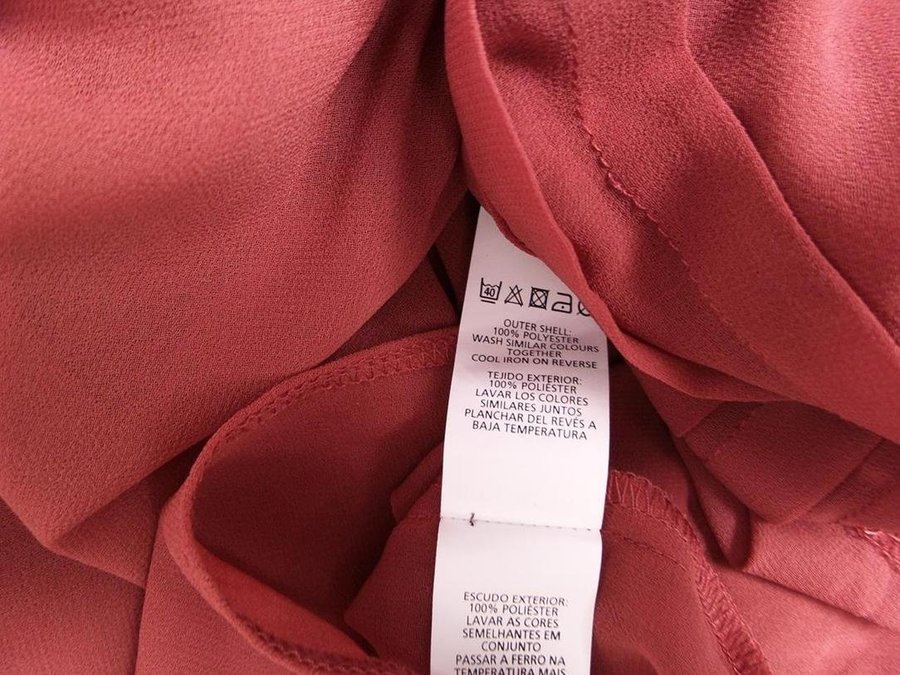 40
OUTER SHELL:
100% POLYESTER
WASH SIMILAR COLOURS
TOGETHER
COOL IRON ON REVERSE
TEJIDO EXTERIOR:
100% POLIÉSTER
LAVAR LOS COLORES
SIMILARES JUNTOS
PLANCHAR DEL REVÉS A
BAJA TEMPERATURA
ESCUDO EXTERIOR:
100% POLIÉSTER
LAVAR AS CORES
SEMELHANTES EM
CONJUNTO
PASSAR A FERRO NA
TEMPERATURA MAIS